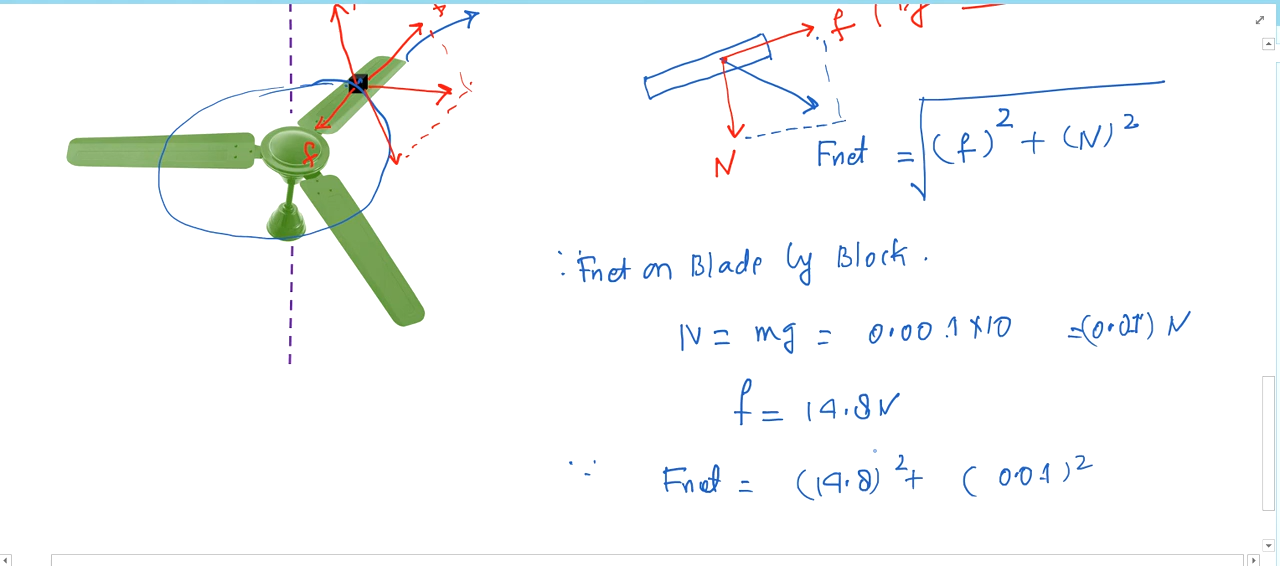 f
f
N
Fnet = √(f)² + (N)²
∴ Fnet on Blade by Block.
N = mg = 0.001×10 =(0.01) N
f = 14.8N
∵ Fnet = (14.8)² + (0.01)²